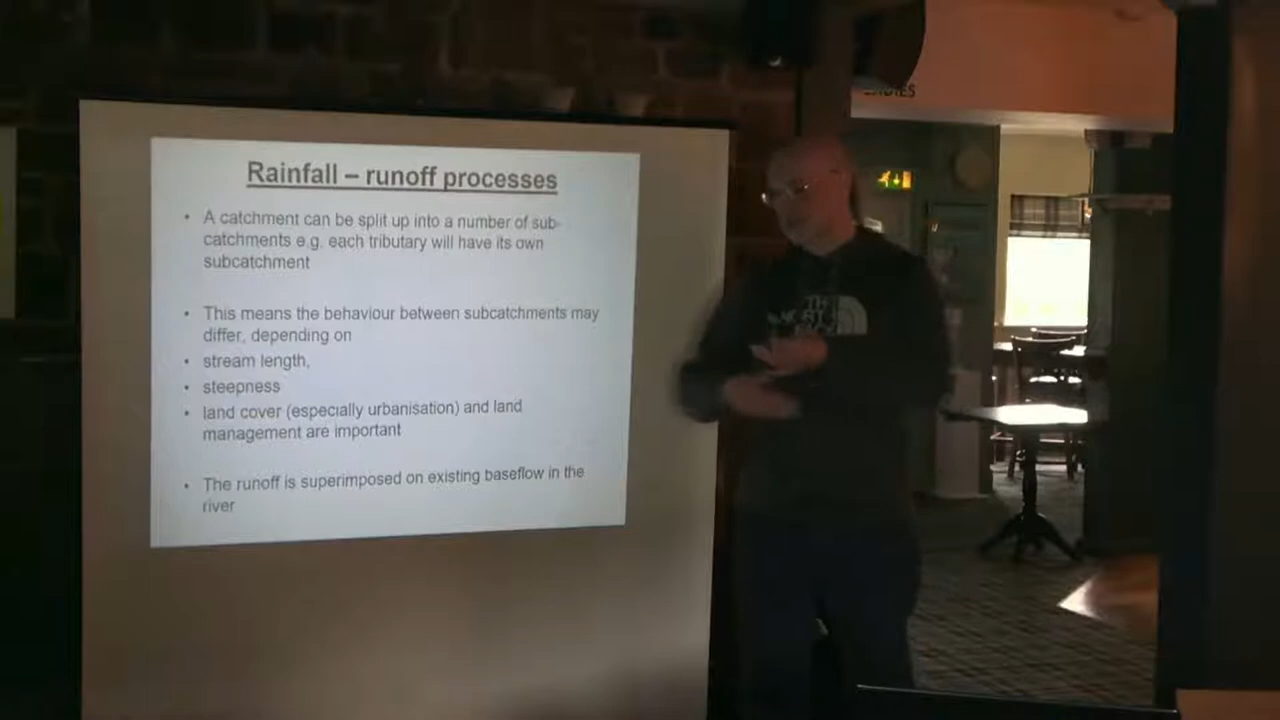 Rainfall – runoff processes
• A catchment can be split up into a number of sub-
catchments e.g. each tributary will have its own
subcatchment
• This means the behaviour between subcatchments may
differ, depending on
• stream length,
• steepness
• land cover (especially urbanisation) and land
management are important
• The runoff is superimposed on existing baseflow in the
river
THE
NORTH